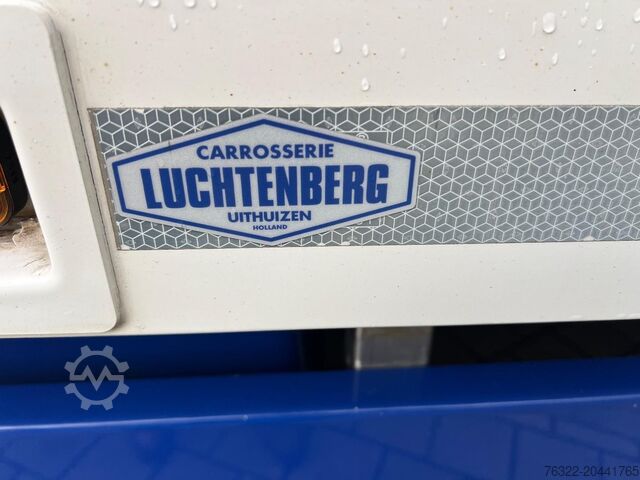 CARROSSERIE
LUCHTENBERG
UITHUIZEN
HOLLAND
76322-20441765